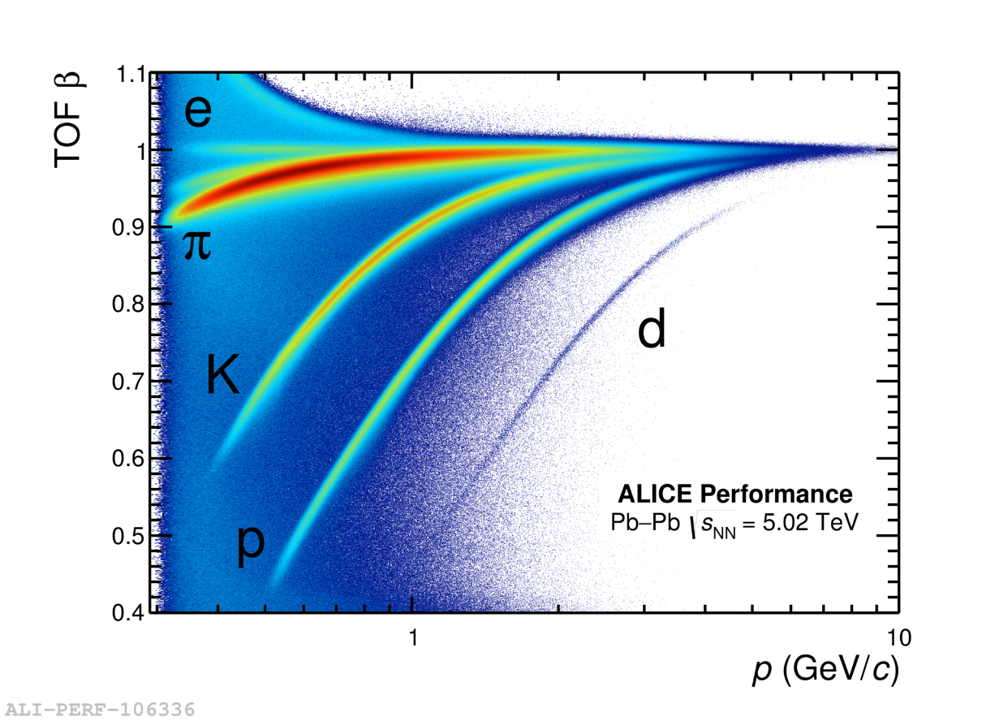 TOF β
1.1
1
0.9
0.8
0.7
0.6
0.5
0.4
e
π
K
p
d
ALICE Performance
Pb–Pb √sNN = 5.02 TeV
1
10
p (GeV/c)
ALI-PERF-106336